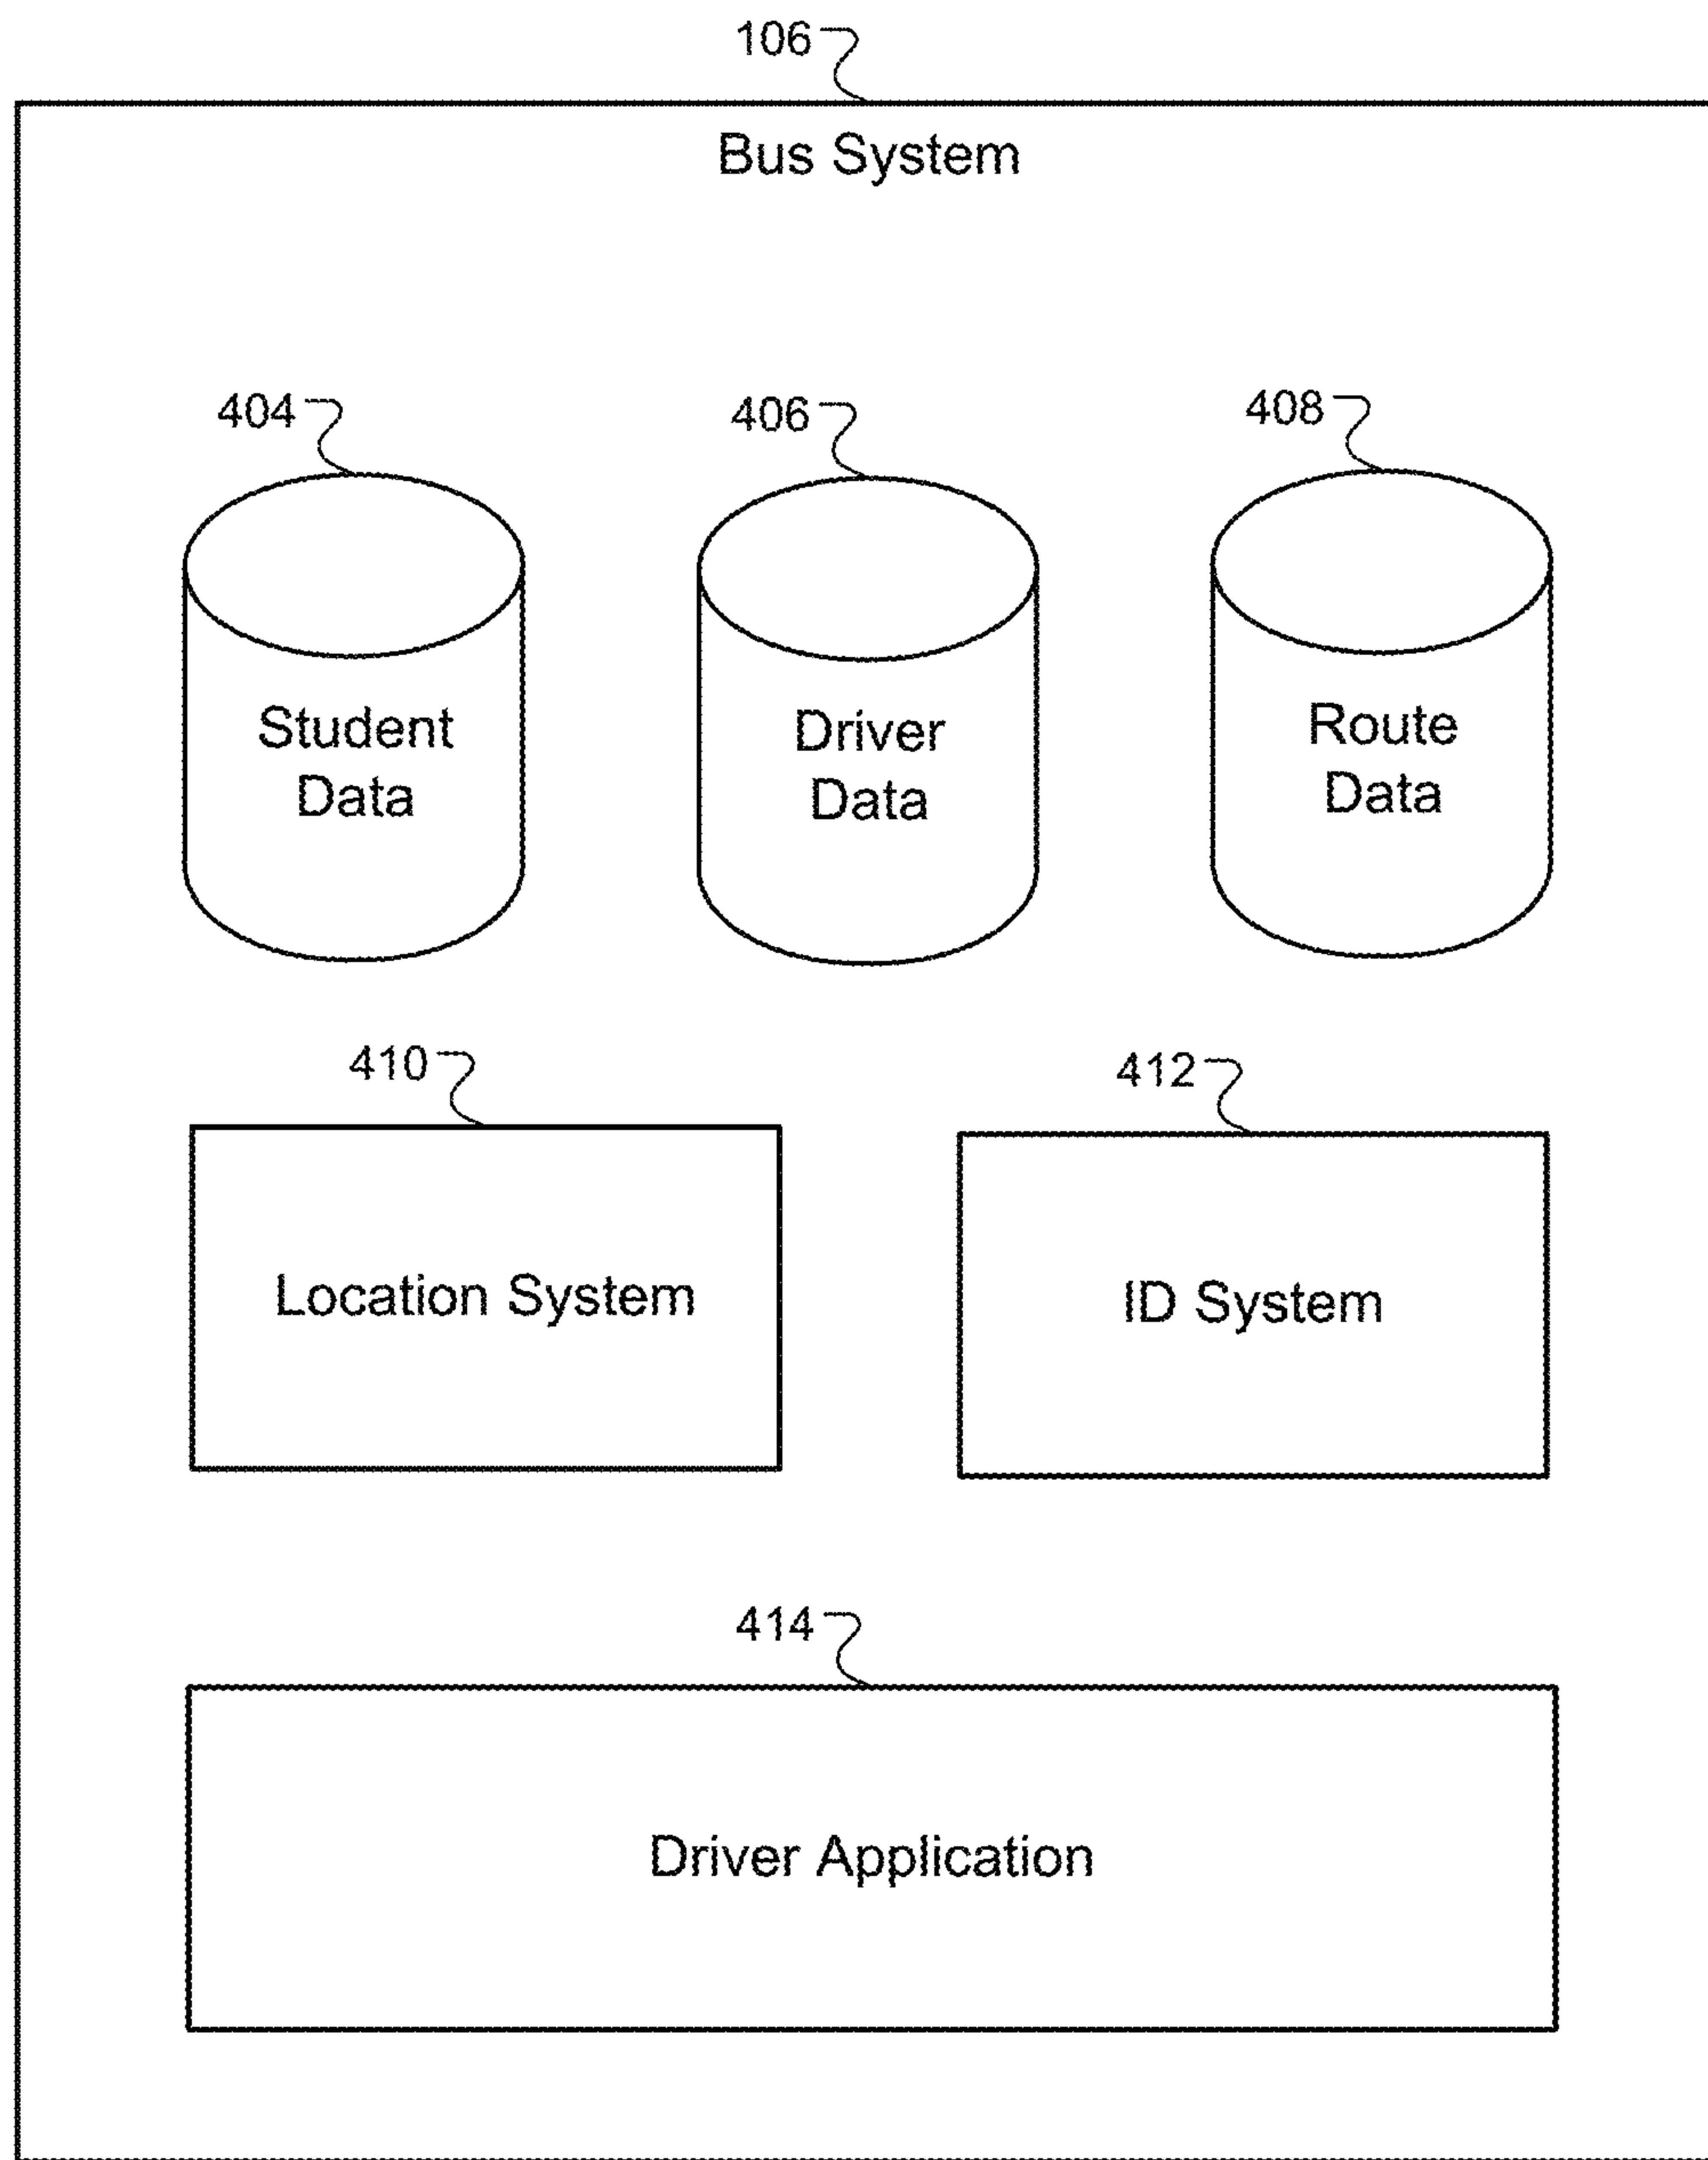 106
Bus System
404
406
408
Student
Data
Driver
Data
Route
Data
410
412
Location System
ID System
414
Driver Application